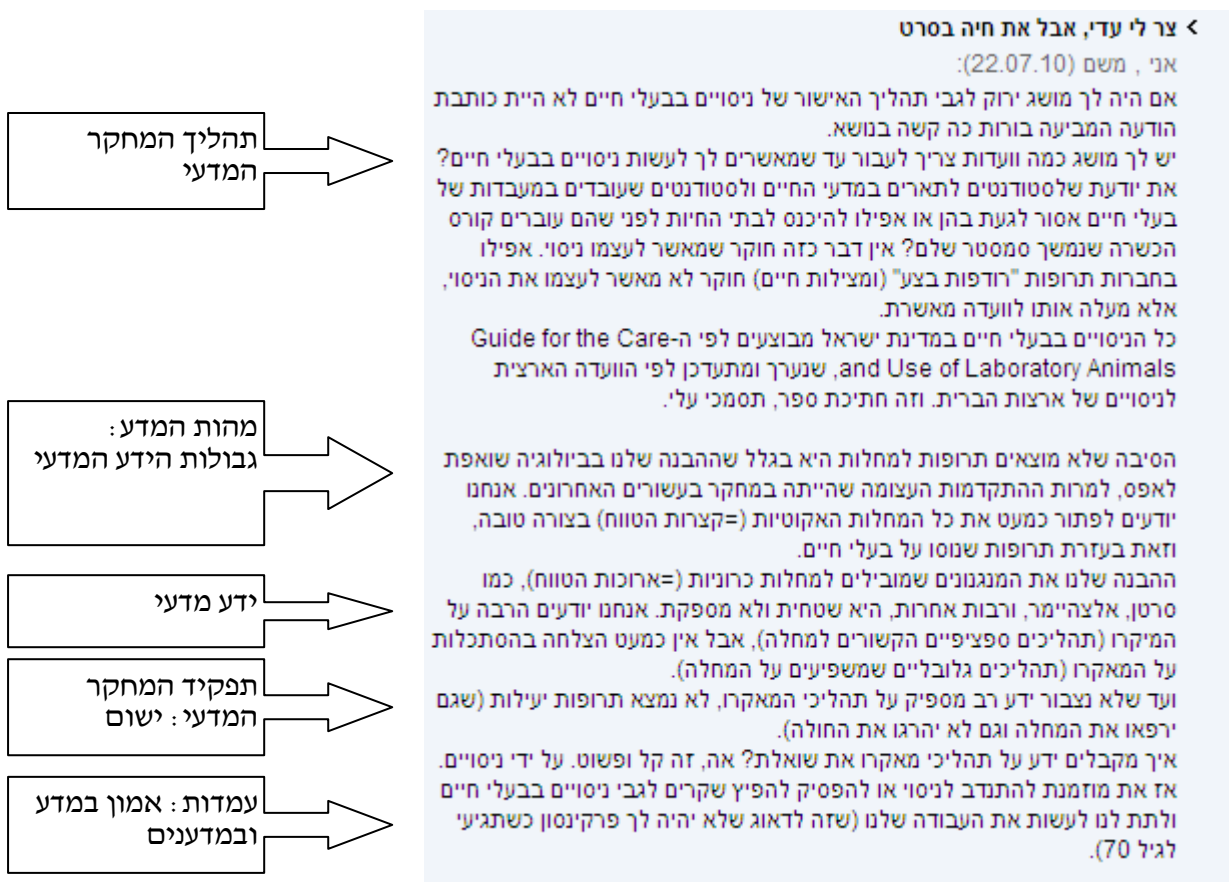 צר לי עדי, אבל את חיה בסרט
אני , משם (22.07.10):
אם היה לך מושג ירוק לגבי תהליך האישור של ניסויים בבעלי חיים לא היית כותבת
הודעה המביעה בורות כה קשה בנושא.
יש לך מושג כמה וועדות צריך לעבור עד שמאשרים לך לעשות ניסויים בבעלי חיים?
את יודעת שלסטודנטים לתארים במדעי החיים ולסטודנטים שעובדים במעבדות של
בעלי חיים אסור לגעת בהן או אפילו להיכנס לבתי החיות לפני שהם עוברים קורס
הכשרה שנמשך סמסטר שלם? אין דבר כזה חוקר שמאשר לעצמו ניסוי. אפילו
בחברות תרופות "רודפות בצע" (ומצילות חיים) חוקר לא מאשר לעצמו את הניסוי,
אלא מעלה אותו לוועדה מאשרת.
כל הניסויים בבעלי חיים במדינת ישראל מבוצעים לפי ה-Guide for the Care
and Use of Laboratory Animals, שנערך ומתעדכן לפי הוועדה הארצית
לניסויים של ארצות הברית. וזה חתיכת ספר, תסמכי עלי.
הסיבה שלא מוצאים תרופות למחלות היא בגלל שההבנה שלנו בביולוגיה שואפת
לאפס, למרות ההתקדמות העצומה שהייתה במחקר בעשורים האחרונים. אנחנו
יודעים לפתור כמעט את כל המחלות האקוטיות (=קצרות הטווח) בצורה טובה,
וזאת בעזרת תרופות שנוסו על בעלי חיים.
ההבנה שלנו את המנגנונים שמובילים למחלות כרוניות (=ארוכות הטווח), כמו
סרטן, אלצהיימר, ורבות אחרות, היא שטחית ולא מספקת. אנחנו יודעים הרבה על
המיקרו (תהליכים ספציפיים הקשורים למחלה), אבל אין כמעט הצלחה בהסתכלות
על המאקרו (תהליכים גלובליים שמשפיעים על המחלה).
ועד שלא נצבור ידע רב מספיק על תהליכי המאקרו, לא נמצא תרופות יעילות (שגם
ירפאו את המחלה וגם לא יהרגו את החולה).
איך מקבלים ידע על תהליכי מאקרו את שואלת? אה, זה קל ופשוט. על ידי ניסויים.
אז את מוזמנת להתנדב לניסוי או להפסיק להפיץ שקרים לגבי ניסויים בבעלי חיים
ולתת לנו לעשות את העבודה שלנו (שזה לדאוג שלא יהיה לך פרקינסון כשתגיעי
לגיל 70).
תהליך המחקר
המדעי
מהות המדע:
גבולות הידע המדעי
ידע מדעי
תפקיד המחקר
המדעי: ישום
עמדות: אמון במדע
ובמדענים